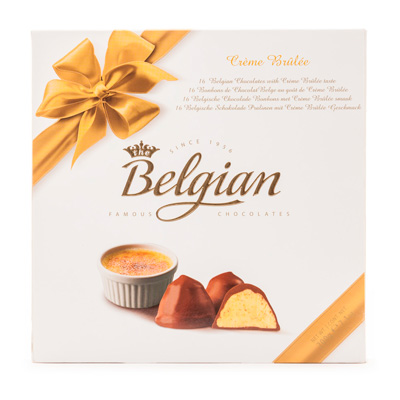 Crème Brûlée
16 Belgian Chocolates with Crème Brûlée taste
16 Bonbons de Chocolat Belge au goût de Crème Brûlée
16 Belgische Chocolade Bonbons met Crème Brûlée smaak
16 Belgische Schokolade Pralinen mit Crème Brûlée Geschmack
SINCE 1956
THE
Belgian
FAMOUS CHOCOLATES